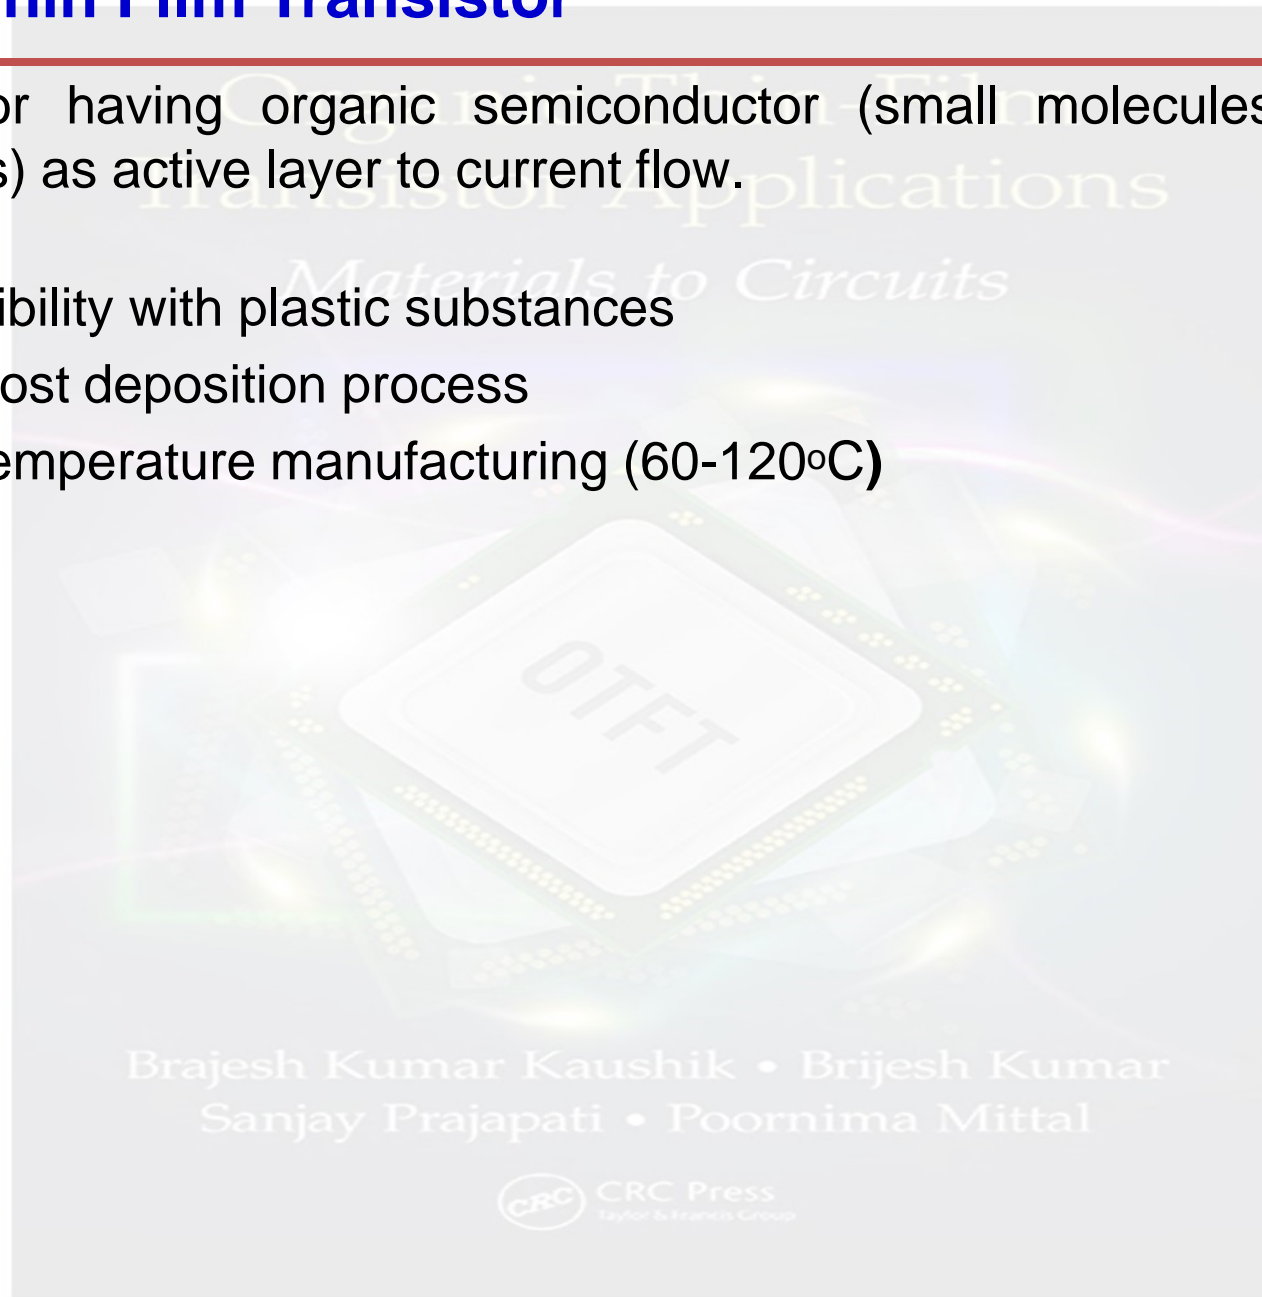 hin Film Transistor
or having organic semiconductor (small molecules
s) as active layer to current flow.
ibility with plastic substances
ost deposition process
emperature manufacturing (60-120oC)
Organic Thin-Film
Transistor Applications
Materials to Circuits
OTFT
Brajesh Kumar Kaushik • Brijesh Kumar
Sanjay Prajapati • Poornima Mittal
CRC CRC Press
Taylor & Francis Group